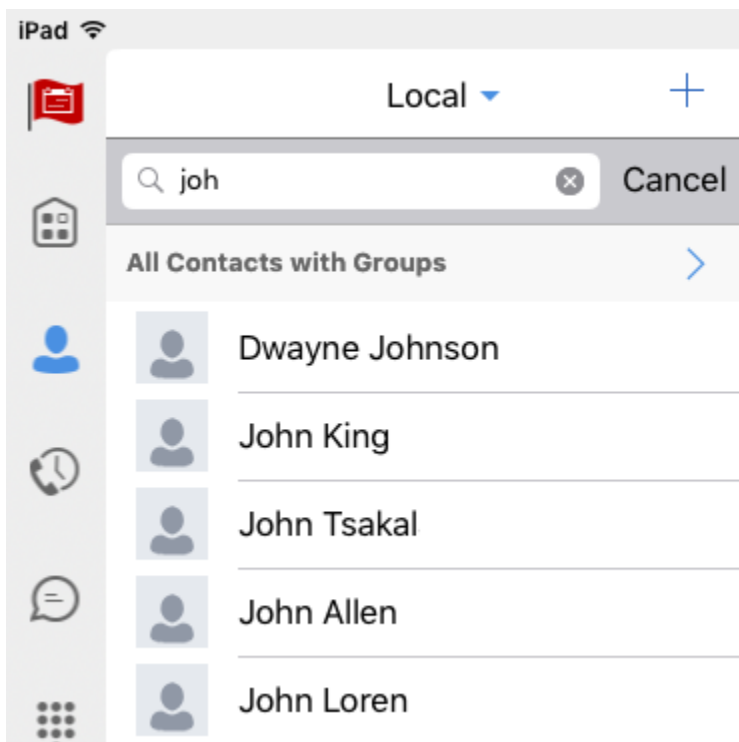 iPad
Local
joh
Cancel
All Contacts with Groups
Dwayne Johnson
John King
John Tsakal
John Allen
John Loren